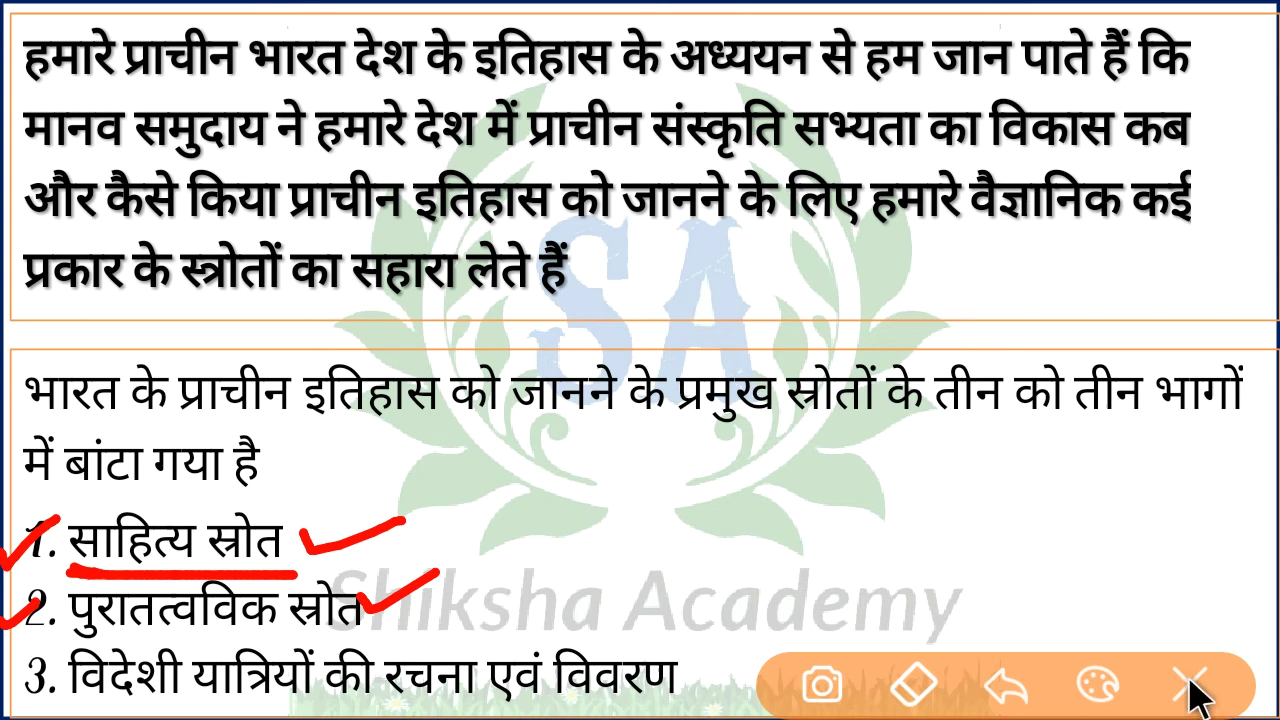 हमारे प्राचीन भारत देश के इतिहास के अध्ययन से हम जान पाते हैं कि
मानव समुदाय ने हमारे देश में प्राचीन संस्कृति सभ्यता का विकास कब
और कैसे किया प्राचीन इतिहास को जानने के लिए हमारे वैज्ञानिक कई
प्रकार के स्त्रोतों का सहारा लेते हैं
SA
भारत के प्राचीन इतिहास को जानने के प्रमुख स्रोतों के तीन को तीन भागों
में बांटा गया है
1. साहित्य स्रोत
2. पुरातत्वविक स्रोत
Shiksha Academy
3. विदेशी यात्रियों की रचना एवं विवरण